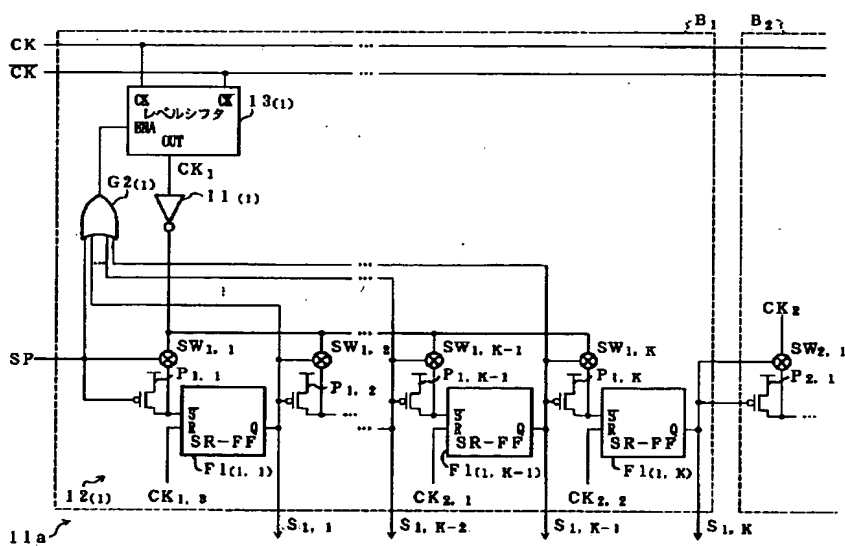 B₁ B₂
CK
C̅K̅
CK C̅K̅
レベルシフタ
ENA
OUT
13(1)
CK₁
G2(1)
I1(1)
CK₂
SP
SW₁,₁ SW₁,₂ SW₁,K-1 SW₁,K SW₂,₁
P₁,₁ P₁,₂ P₁,K-1 P₁,K P₂,₁
S̅ R Q SR-FF
S̅ R Q SR-FF
S̅ R Q SR-FF
F1(1,1) F1(1,K-1) F1(1,K)
12(1)
CK₁,₃ CK₂,₁ CK₂,₂
11a
S₁,₁ S₁,K-2 S₁,K-1 S₁,K